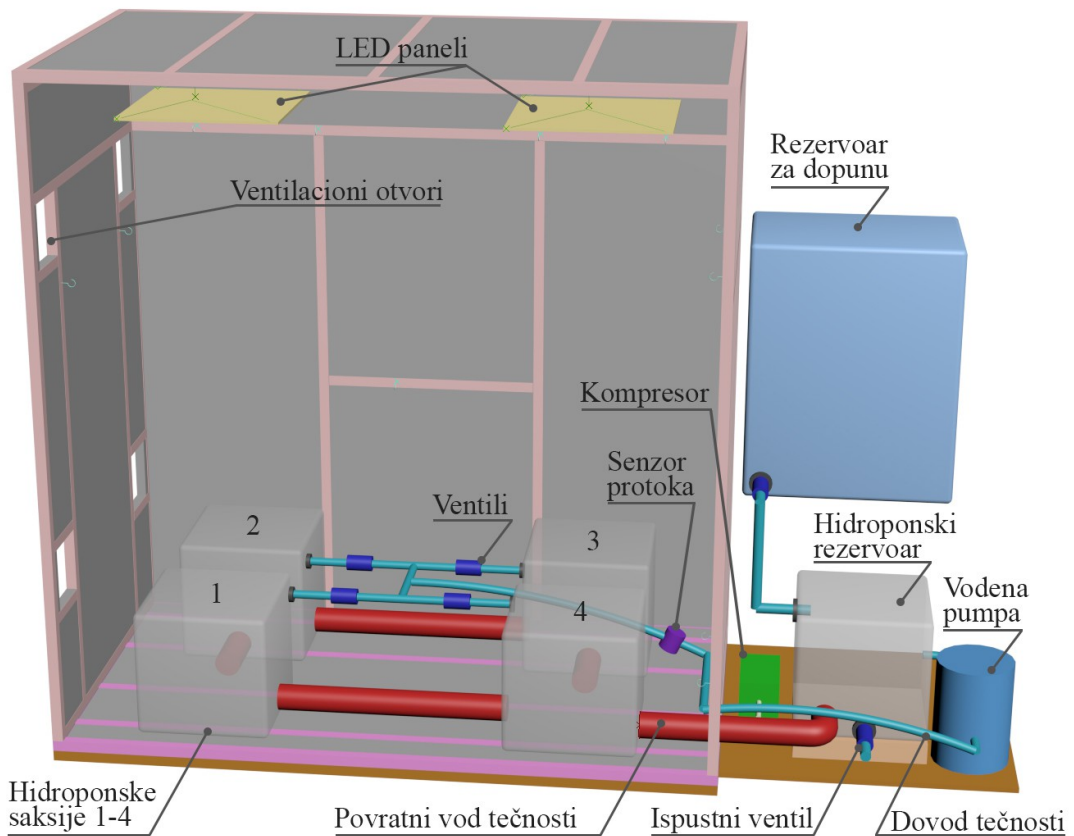 LED paneli
Rezervoar
za dopunu
Ventilacioni otvori
Kompresor
Senzor
protoka
Ventili
Hidroponski
rezervoar
Vodena
pumpa
2
3
1
4
Hidroponske
saksije 1-4
Povratni vod tečnosti
Ispustni ventil
Dovod tečnosti